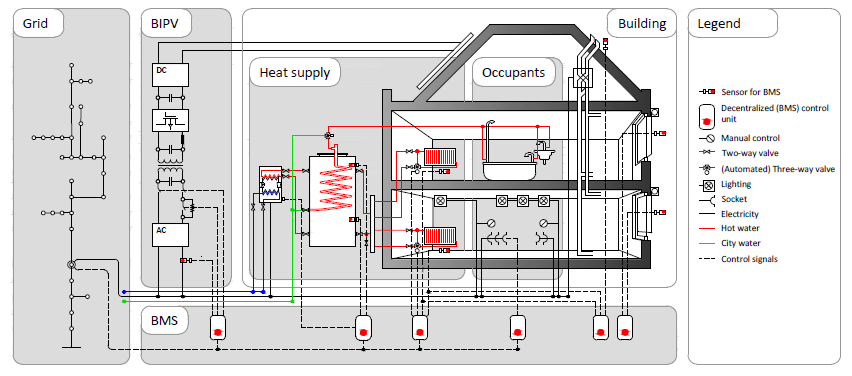 Grid
BIPV
Building
Legend
DC
Heat supply
Occupants
AC
BMS
Sensor for BMS
Decentralized (BMS) control
unit
Manual control
Two-way valve
(Automated) Three-way valve
Lighting
Socket
Electricity
Hot water
City water
Control signals